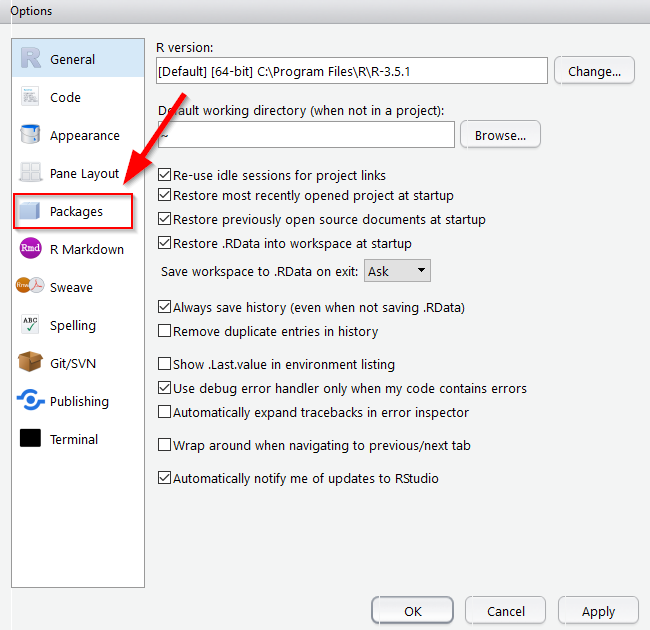 Options
General
Code
Appearance
Pane Layout
Packages
Rmd R Markdown
Rnw Sweave
ABC Spelling
Git/SVN
Publishing
Terminal
R version:
[Default] [64-bit] C:\Program Files\R\R-3.5.1
Change...
Default working directory (when not in a project):
~
Browse...
Re-use idle sessions for project links
Restore most recently opened project at startup
Restore previously open source documents at startup
Restore .RData into workspace at startup
Save workspace to .RData on exit: Ask
Always save history (even when not saving .RData)
Remove duplicate entries in history
Show .Last.value in environment listing
Use debug error handler only when my code contains errors
Automatically expand tracebacks in error inspector
Wrap around when navigating to previous/next tab
Automatically notify me of updates to RStudio
OK Cancel Apply